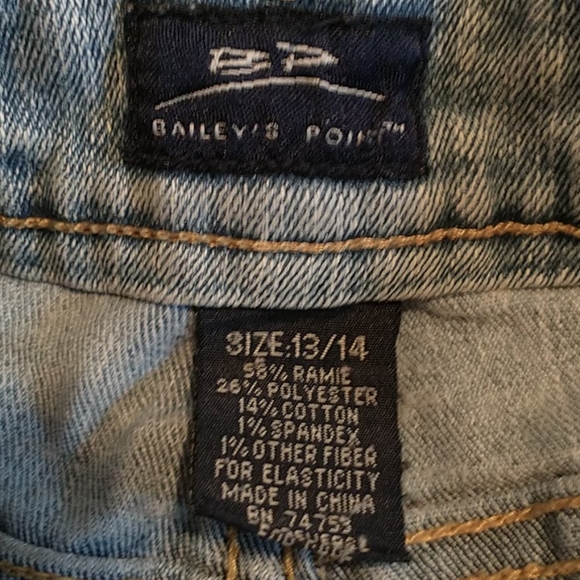 BP
BAILEY'S POINT™
SIZE:13/14
58% RAMIE
26% POLYESTER
14% COTTON
1% SPANDEX
1% OTHER FIBER
FOR ELASTICITY
MADE IN CHINA
RN 74753